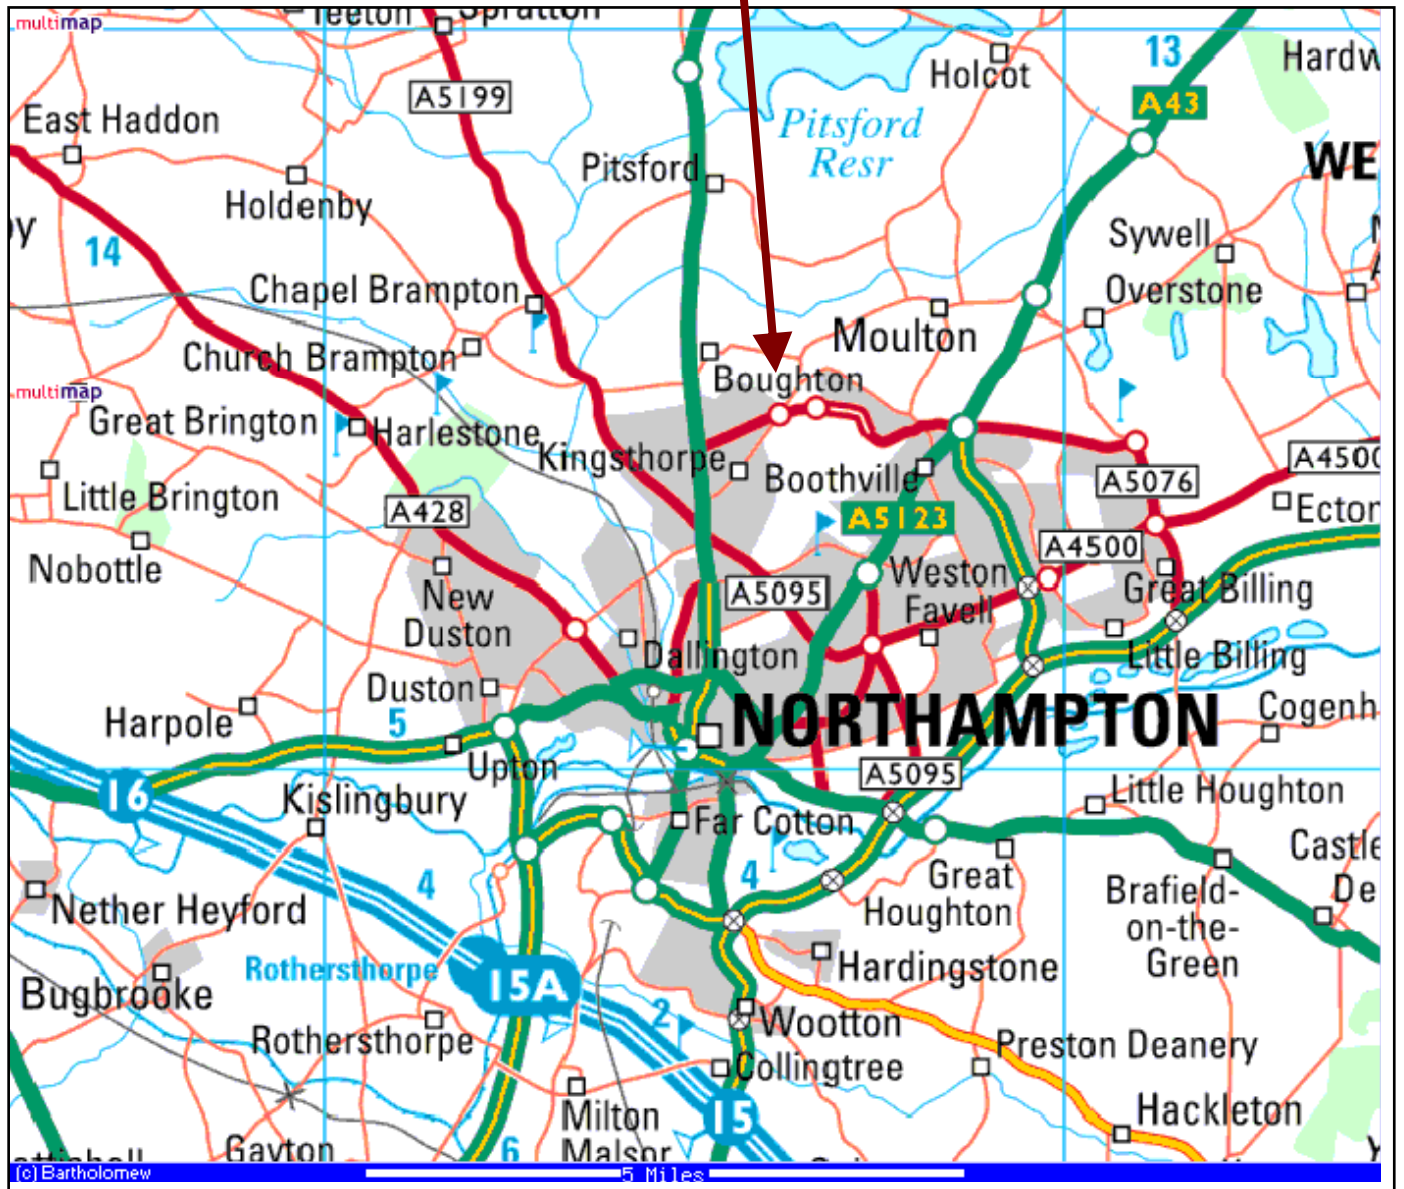 multimap
Teeton
Spratton
13
Hardw
Holcot
A5199
A43
East Haddon
Pitsford
Resr
WE
Pitsford
Holdenby
by
14
Sywell
Chapel Brampton
Overstone
Moulton
Church Brampton
Boughton
multimap
Great Brington
Harlestone
Kingsthorpe
A4500
Boothville
A5076
Little Brington
A428
A5123
Ecton
A4500
Nobottle
Weston
Favell
Great Billing
New
Duston
A5095
Dallington
Little Billing
Duston
Harpole
5
NORTHAMPTON
Cogenh
Upton
A5095
16
Kislingbury
Little Houghton
Far Cotton
Castle
De
4
4
Great
Houghton
Brafield-
on-the-
Green
Nether Heyford
Rothersthorpe
15A
Hardingstone
Bugbrooke
2
Wootton
Rothersthorpe
Preston Deanery
Collingtree
Milton
Malsor
15
Hackleton
Gayton
6
(c) Bartholomew
5 Miles